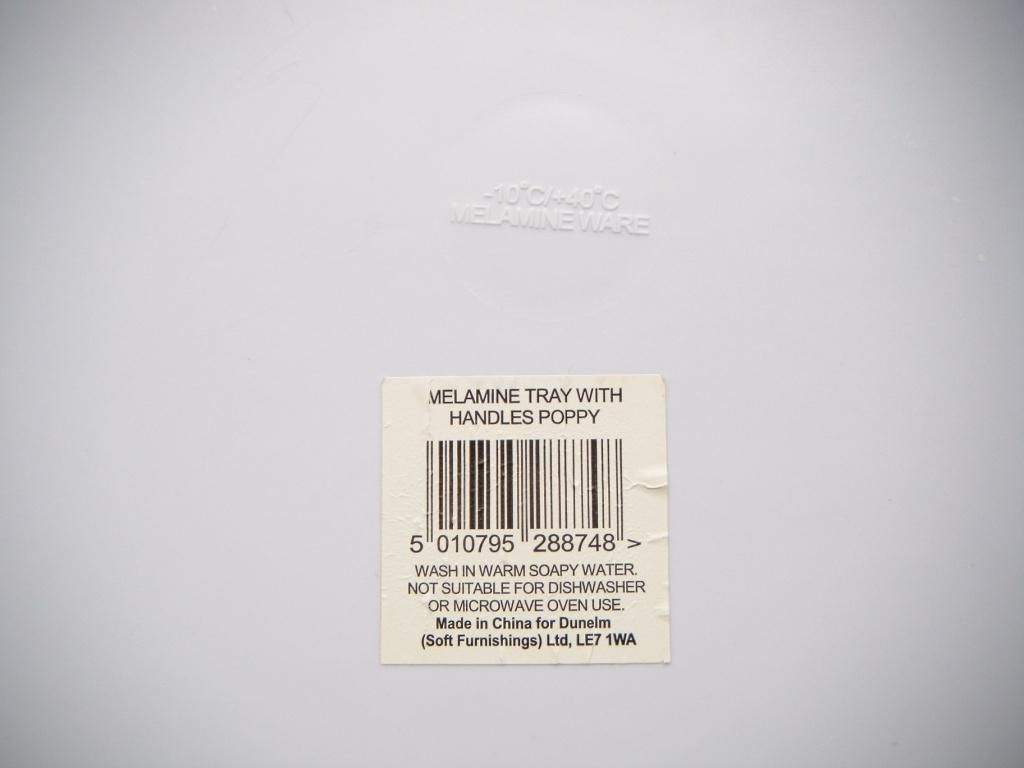 -10°C/+40°C
MELAMINE WARE
MELAMINE TRAY WITH
HANDLES POPPY
5 010795 288748 >
WASH IN WARM SOAPY WATER.
NOT SUITABLE FOR DISHWASHER
OR MICROWAVE OVEN USE.
Made in China for Dunelm
(Soft Furnishings) Ltd, LE7 1WA